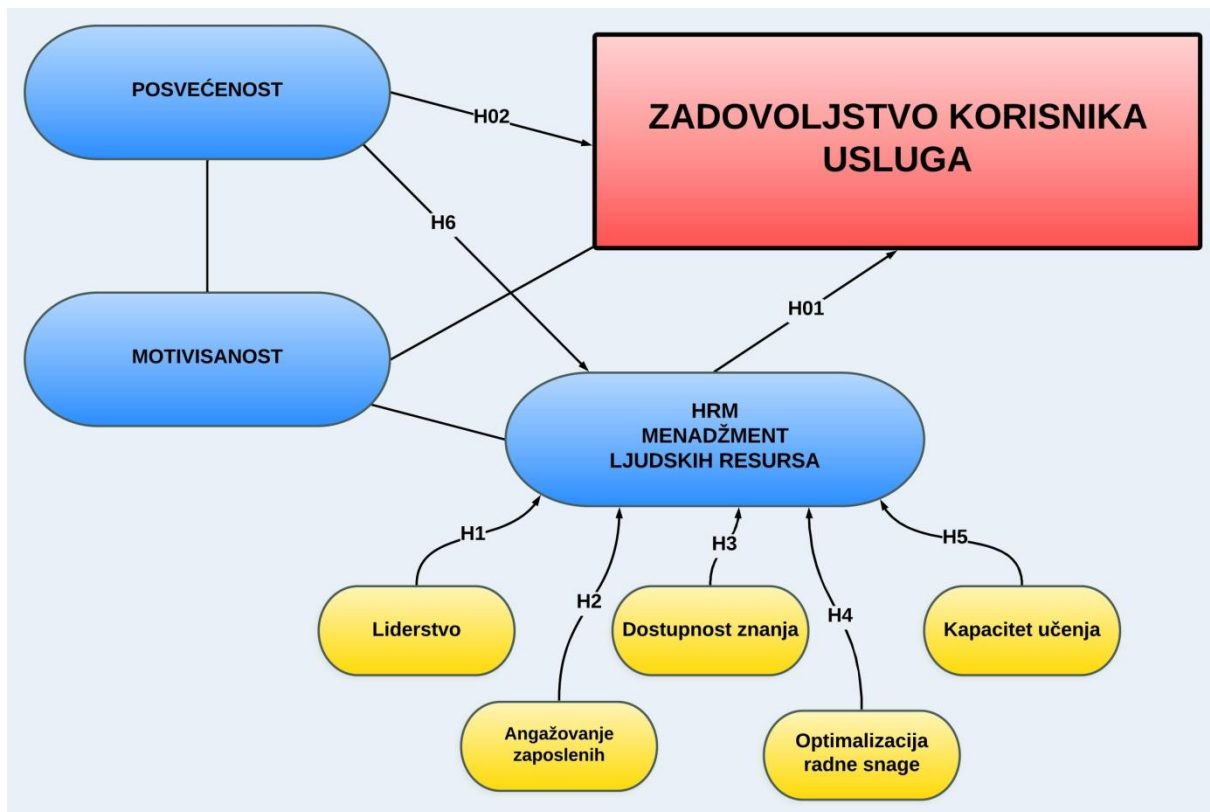 POSVEĆENOST
H02
ZADOVOLJSTVO KORISNIKA
USLUGA
H6
MOTIVISANOST
H01
HRM
MENADŽMENT
LJUDSKIH RESURSA
H1
H2
H3
H4
H5
Liderstvo
Dostupnost znanja
Kapacitet učenja
Angažovanje
zaposlenih
Optimalizacija
radne snage